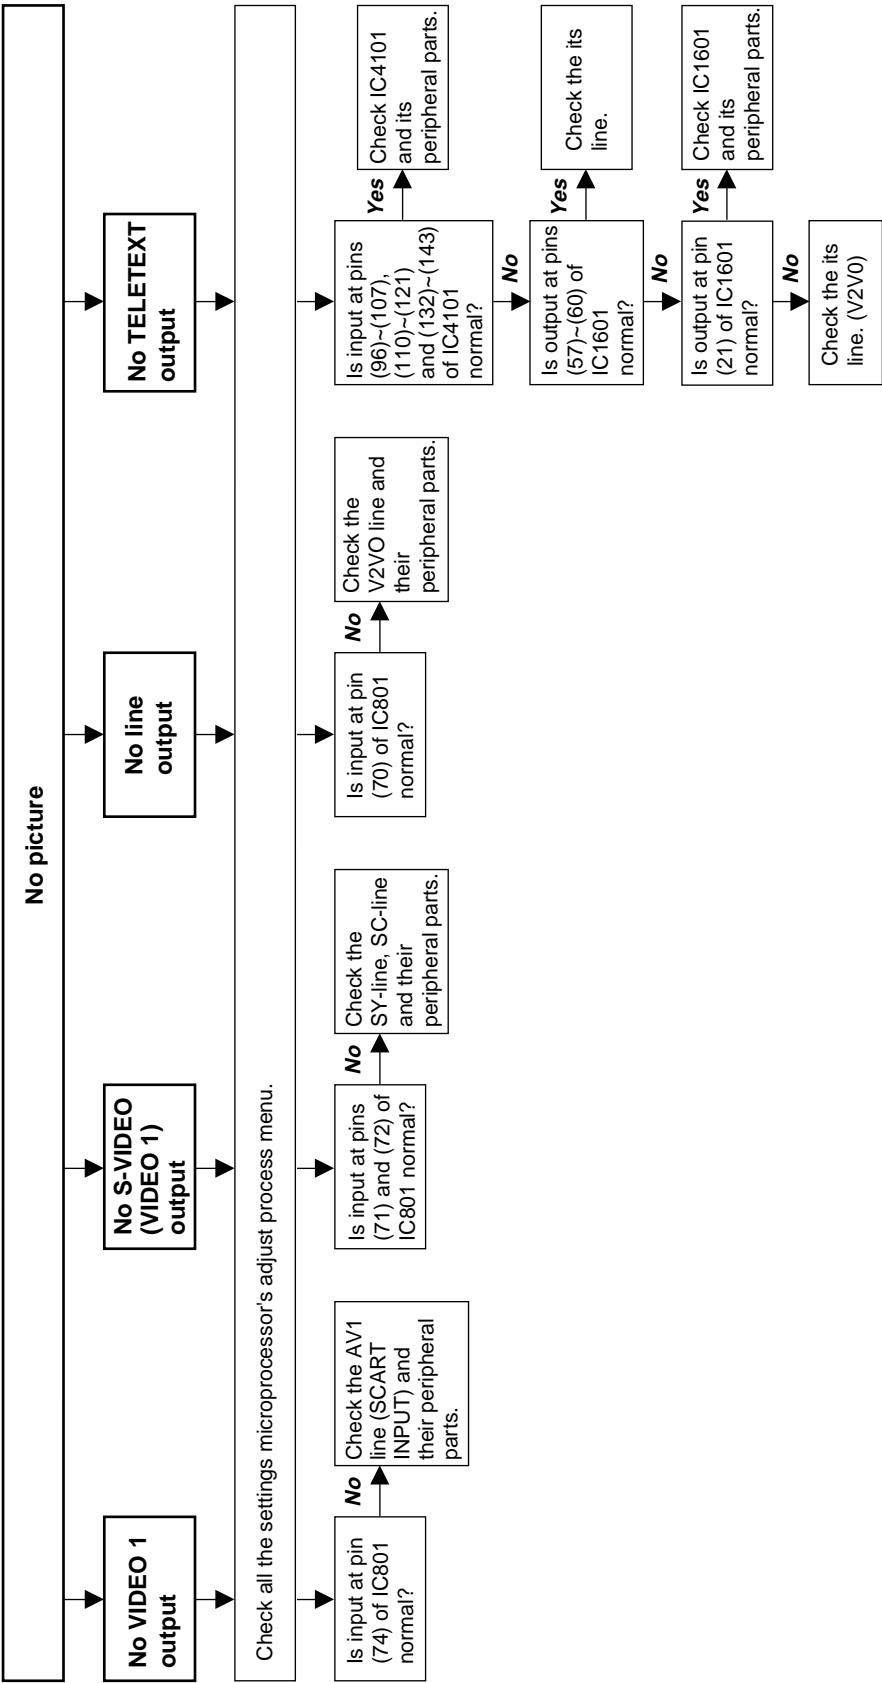 No picture
No VIDEO 1
output
No S-VIDEO
(VIDEO 1)
output
No line
output
No TELETEXT
output
Check all the settings microprocessor's adjust process menu.
Is input at pin
(74) of IC801
normal?
No
Check the AV1
line (SCART
INPUT) and
their peripheral
parts.
Is input at pins
(71) and (72) of
IC801 normal?
No
Check the
SY-line, SC-line
and their
peripheral parts.
Is input at pin
(70) of IC801
normal?
No
Check the
V2VO line and
their
peripheral parts.
Is input at pins
(96)~(107),
(110)~(121)
and (132)~(143)
of IC4101
normal?
Yes
Check IC4101
and its
peripheral parts.
No
Is output at pins
(57)~(60) of
IC1601
normal?
Yes
Check the its
line.
No
Is output at pin
(21) of IC1601
normal?
Yes
Check IC1601
and its
peripheral parts.
No
Check the its
line. (V2V0)